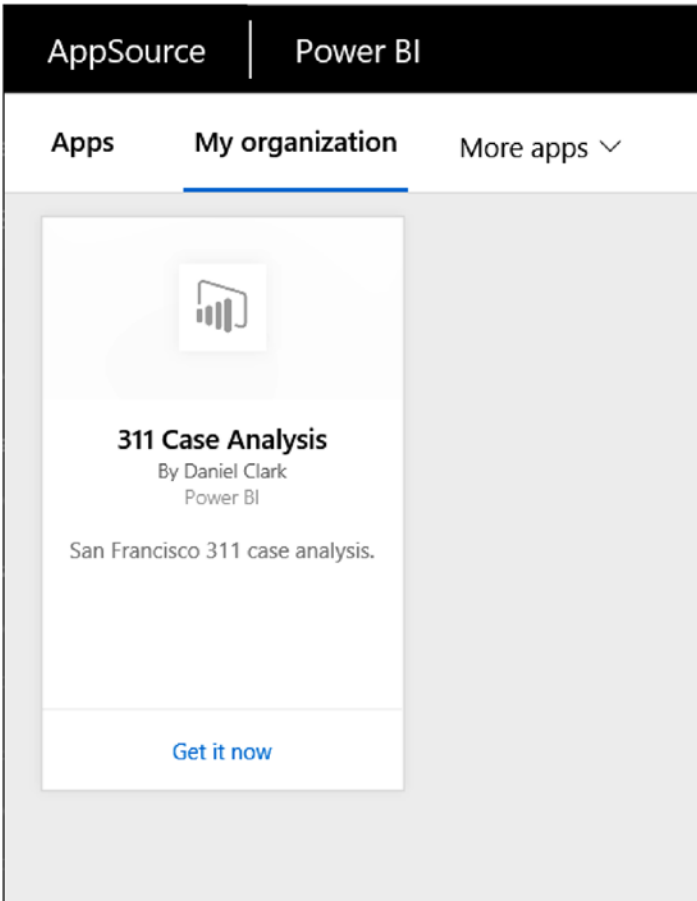 AppSource | Power BI
Apps My organization More apps
311 Case Analysis
By Daniel Clark
Power BI
San Francisco 311 case analysis.
Get it now